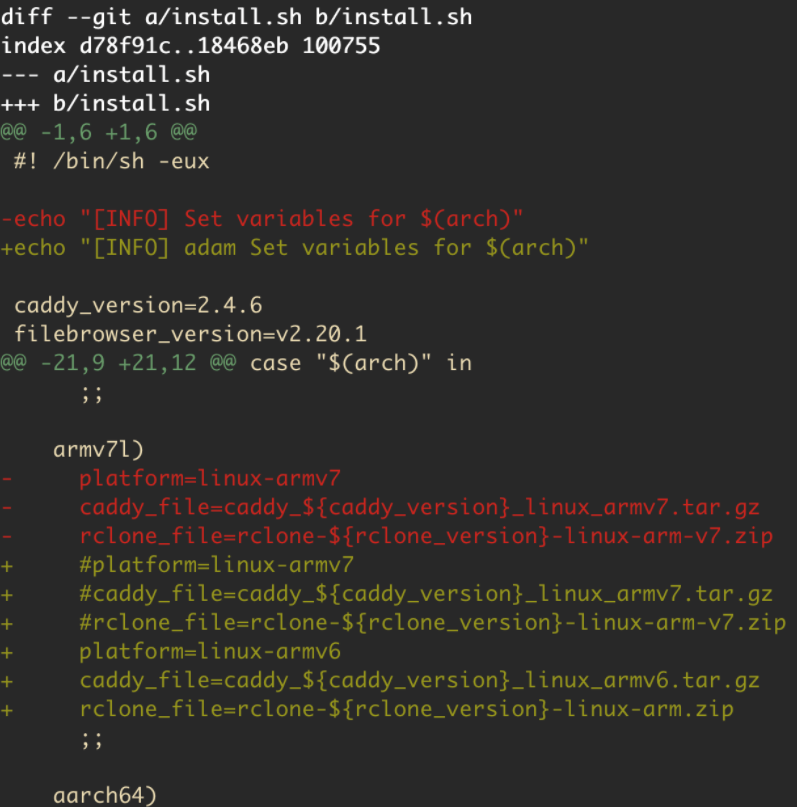 diff --git a/install.sh b/install.sh
index d78f91c..18468eb 100755
--- a/install.sh
+++ b/install.sh
@@ -1,6 +1,6 @@
 #! /bin/sh -eux

-echo "[INFO] Set variables for $(arch)"
+echo "[INFO] adam Set variables for $(arch)"

 caddy_version=2.4.6
 filebrowser_version=v2.20.1
@@ -21,9 +21,12 @@ case "$(arch)" in
      ;;

    armv7l)
-     platform=linux-armv7
-     caddy_file=caddy_${caddy_version}_linux_armv7.tar.gz
-     rclone_file=rclone-${rclone_version}-linux-arm-v7.zip
+     #platform=linux-armv7
+     #caddy_file=caddy_${caddy_version}_linux_armv7.tar.gz
+     #rclone_file=rclone-${rclone_version}-linux-arm-v7.zip
+     platform=linux-armv6
+     caddy_file=caddy_${caddy_version}_linux_armv6.tar.gz
+     rclone_file=rclone-${rclone_version}-linux-arm.zip
      ;;

    aarch64)